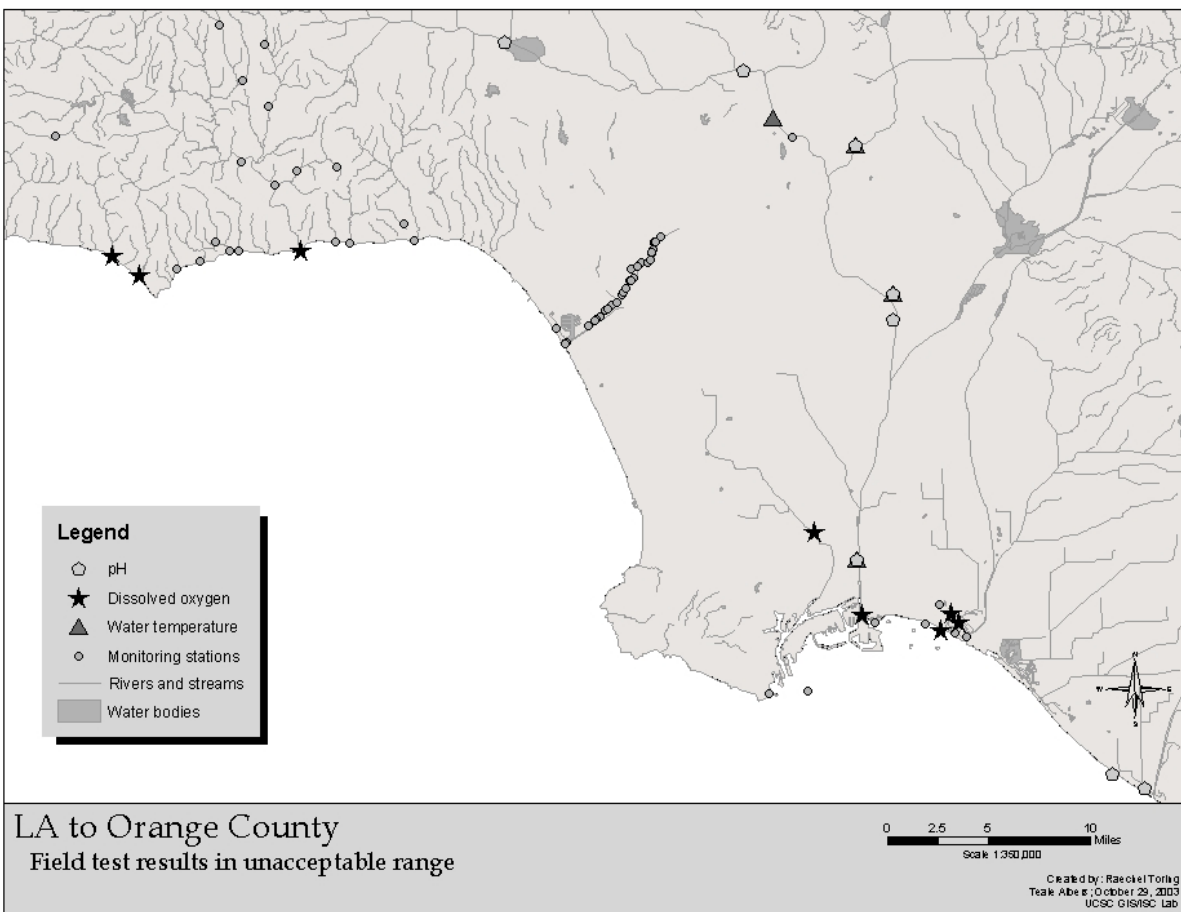 N
W E
S
Legend
pH
Dissolved oxygen
Water temperature
Monitoring stations
Rivers and streams
Water bodies
LA to Orange County
Field test results in unacceptable range
0 2.5 5 10
Miles
Scale 1:350,000
Created by: Raechel Toring
Teale Albers; October 29, 2003
UCSC GIS/ISC Lab